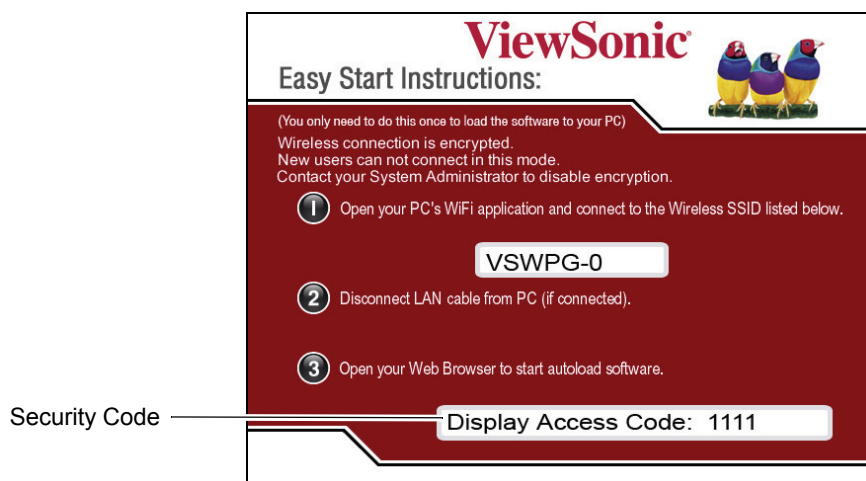 ViewSonic®
Easy Start Instructions:
(You only need to do this once to load the software to your PC)
Wireless connection is encrypted.
New users can not connect in this mode.
Contact your System Administrator to disable encryption.
1 Open your PC's WiFi application and connect to the Wireless SSID listed below.
VSWPG-0
2 Disconnect LAN cable from PC (if connected).
3 Open your Web Browser to start autoload software.
Security Code
Display Access Code: 1111